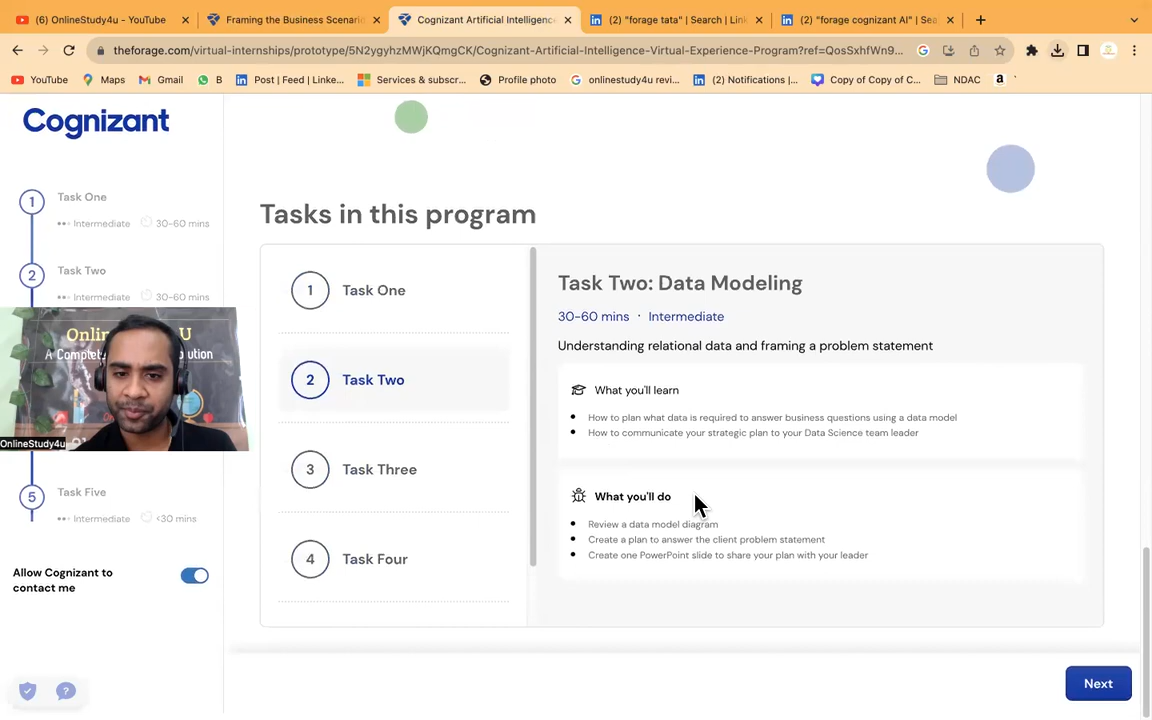 (6) OnlineStudy4u - YouTube
Framing the Business Scenario
Cognizant Artificial Intelligence
(2) "forage tata" | Search | Link
(2) "forage cognizant AI" | Sea
theforage.com/virtual-internships/prototype/5N2ygyhzMWjKQmgCK/Cognizant-Artificial-Intelligence-Virtual-Experience-Program?ref=QosSxhfWn9...
YouTube
Maps
Gmail
B
Post | Feed | Linke...
Services & subscr...
Profile photo
onlinestudy4u revi...
(2) Notifications |...
Copy of Copy of C...
NDAC
Cognizant
1
Task One
Intermediate
30-60 mins
2
Task Two
Intermediate
30-60 mins
A Complet
ution
OnlineStudy4u
5
Task Five
Intermediate
<30 mins
Allow Cognizant to
contact me
Tasks in this program
1
Task One
2
Task Two
3
Task Three
4
Task Four
Task Two: Data Modeling
30-60 mins · Intermediate
Understanding relational data and framing a problem statement
What you'll learn
• How to plan what data is required to answer business questions using a data model
• How to communicate your strategic plan to your Data Science team leader
What you'll do
• Review a data model diagram
• Create a plan to answer the client problem statement
• Create one PowerPoint slide to share your plan with your leader
Next